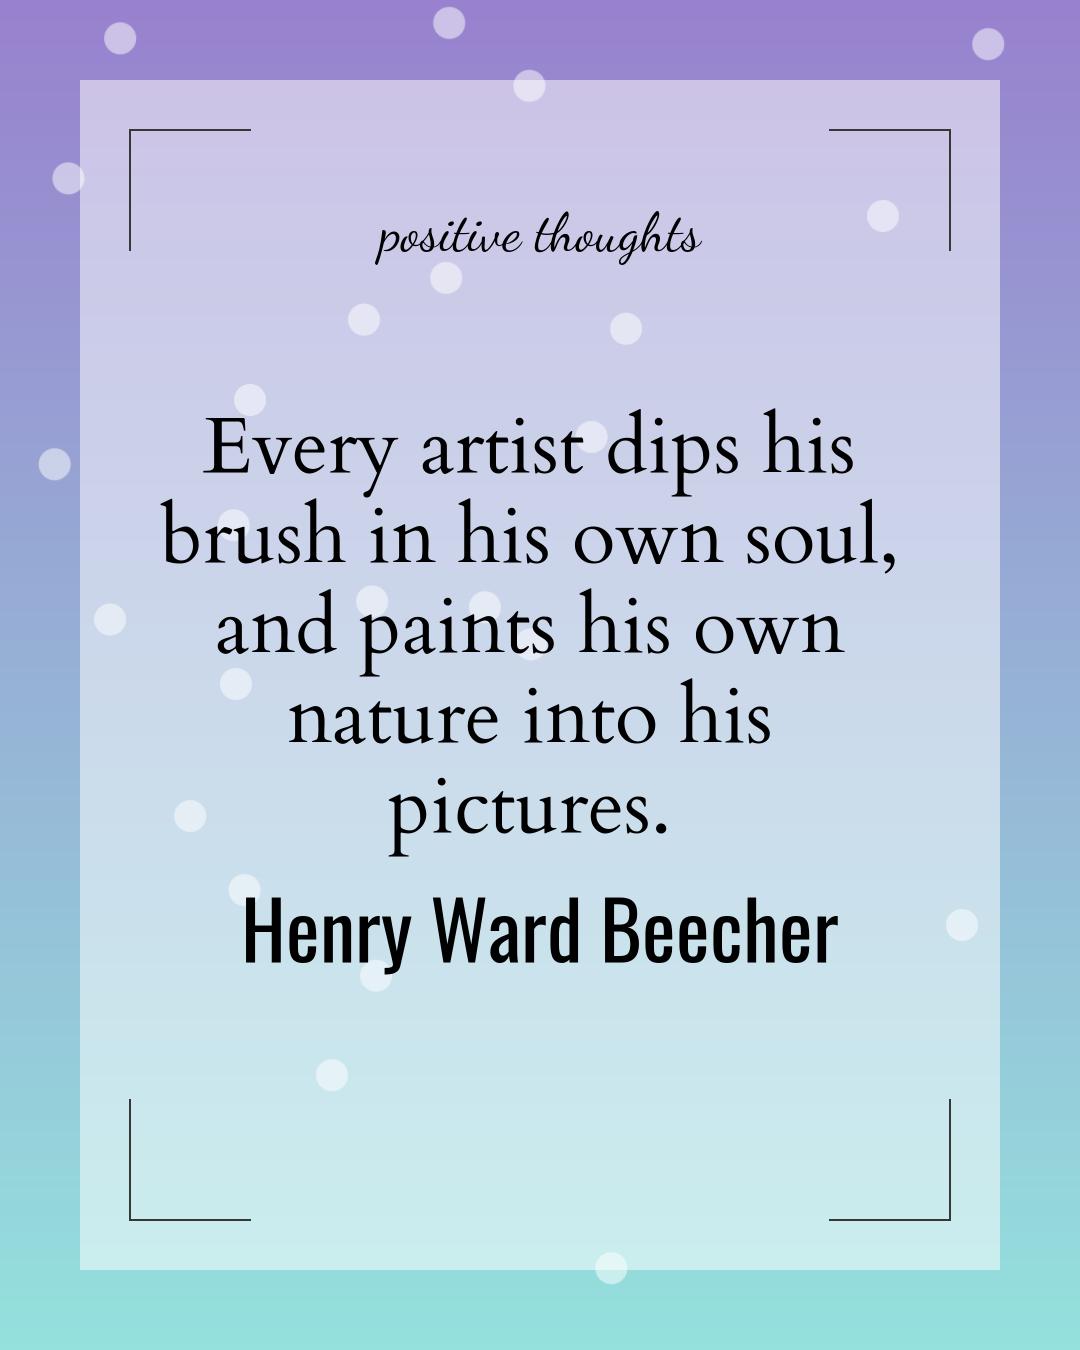 positive thoughts
Every artist dips his
brush in his own soul,
and paints his own
nature into his
pictures.
Henry Ward Beecher